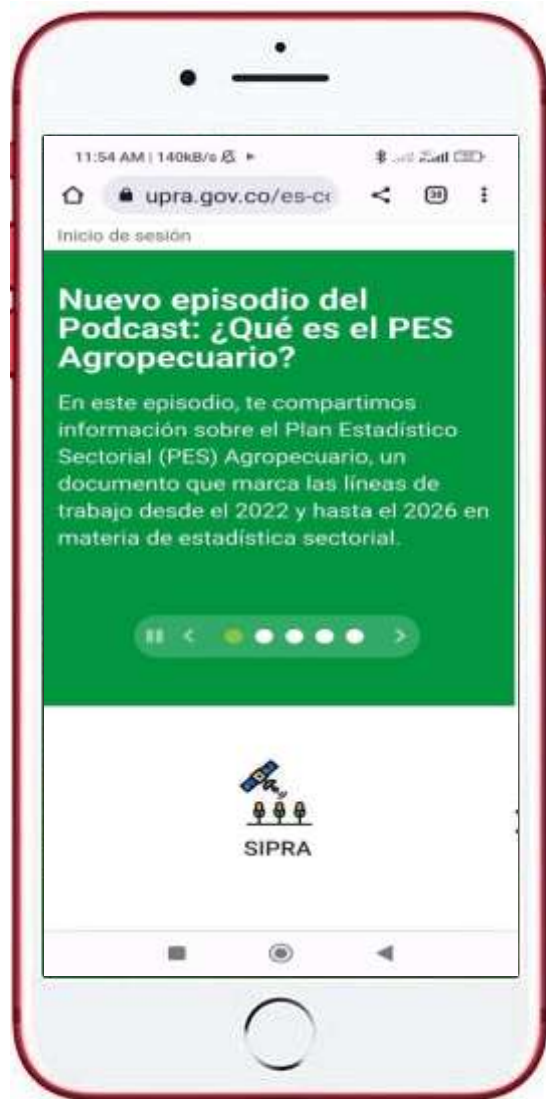 11:54 AM | 140kB/s
upra.gov.co/es-co
38
Inicio de sesión
Nuevo episodio del
Podcast: ¿Qué es el PES
Agropecuario?
En este episodio, te compartimos
información sobre el Plan Estadístico
Sectorial (PES) Agropecuario, un
documento que marca las líneas de
trabajo desde el 2022 y hasta el 2026 en
materia de estadística sectorial.
SIPRA